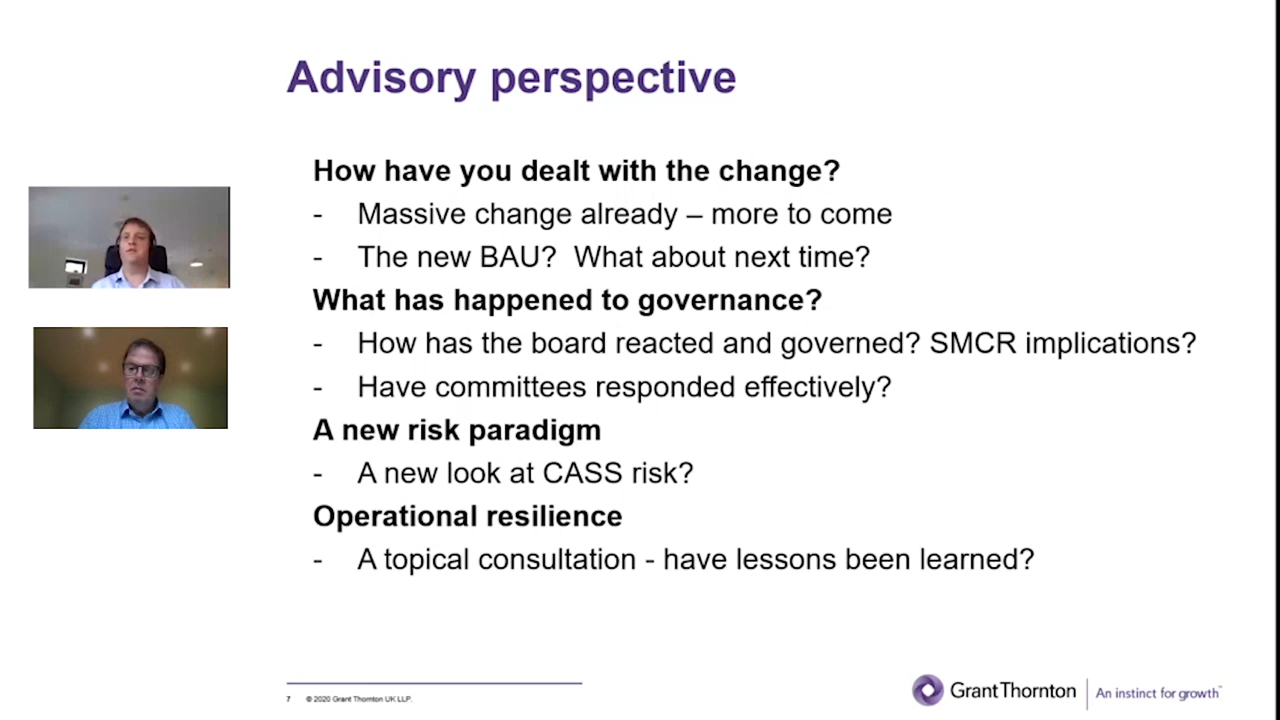 Advisory perspective
How have you dealt with the change?
- Massive change already – more to come
- The new BAU?  What about next time?
What has happened to governance?
- How has the board reacted and governed? SMCR implications?
- Have committees responded effectively?
A new risk paradigm
- A new look at CASS risk?
Operational resilience
- A topical consultation - have lessons been learned?
7 © 2020 Grant Thornton UK LLP.
Grant Thornton An instinct for growth™